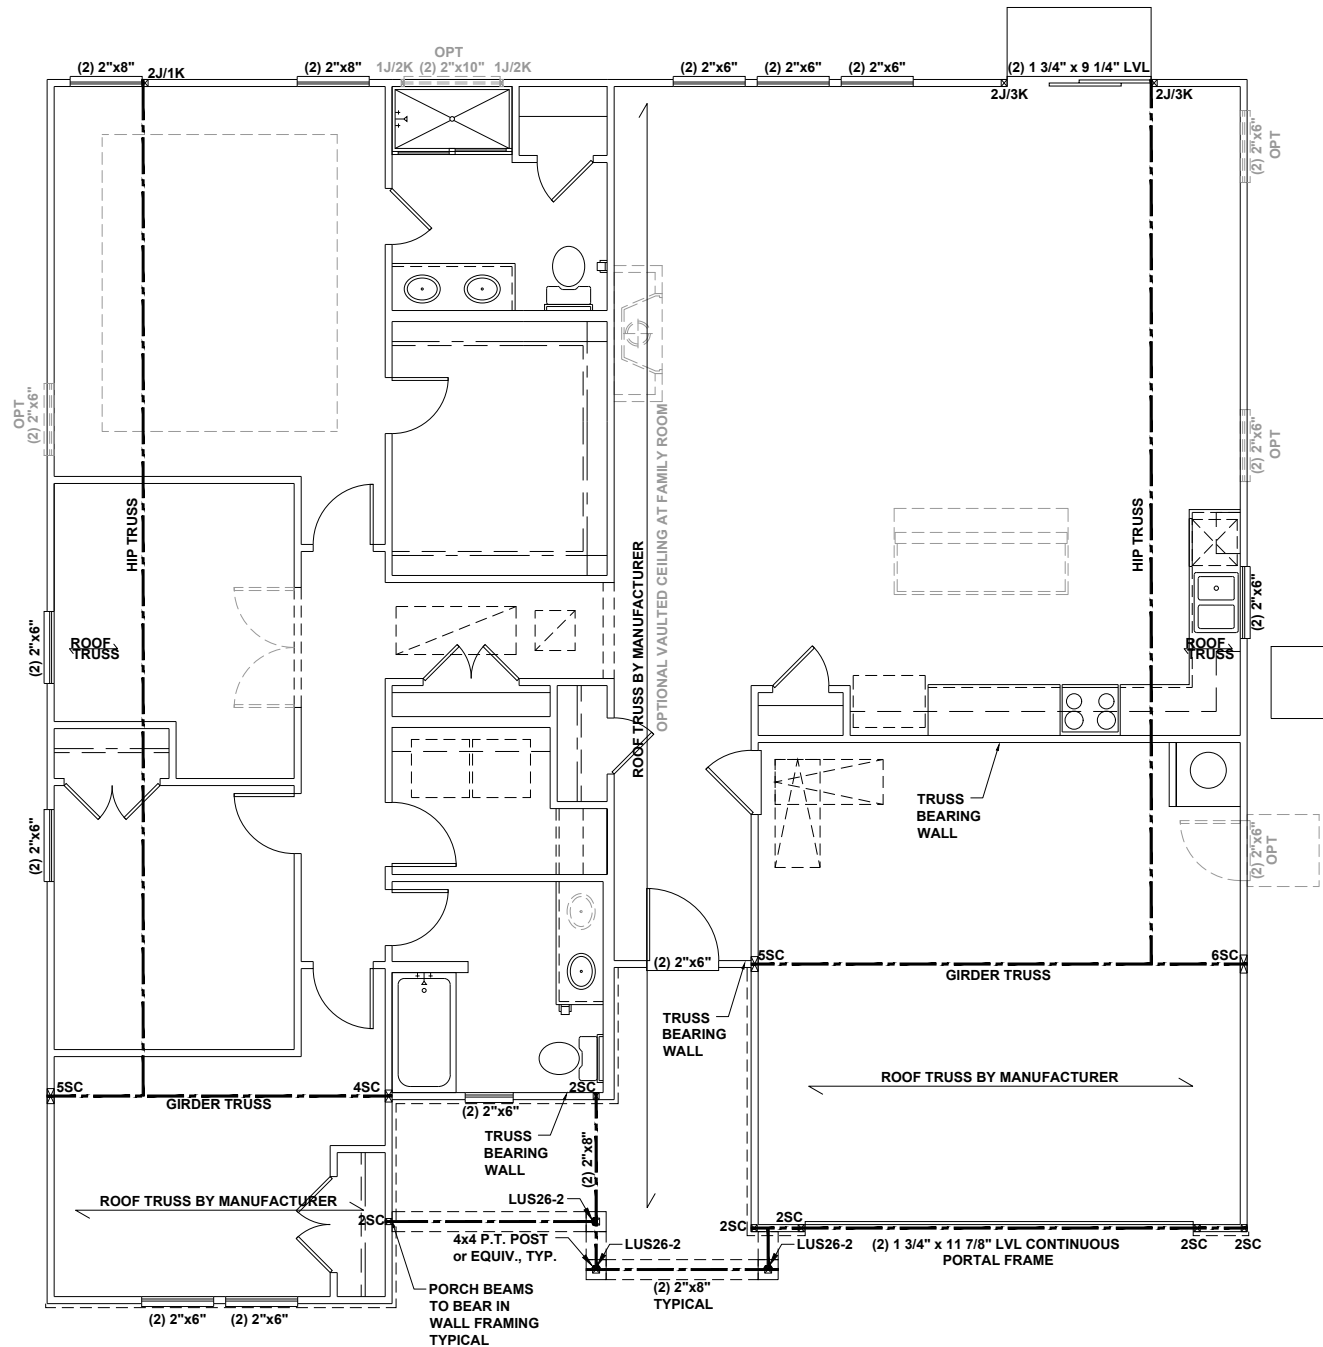 OPT
(2) 2"x8"
2J/1K
(2) 2"x8"
1J/2K
(2) 2"x10"
1J/2K
(2) 2"x6"
(2) 2"x6"
(2) 2"x6"
(2) 1 3/4" x 9 1/4" LVL
2J/3K
2J/3K
(2) 2"x6"
OPT
OPT
(2) 2"x6"
(2) 2"x6"
OPT
HIP TRUSS
HIP TRUSS
ROOF TRUSS BY MANUFACTURER
OPTIONAL VAULTED CEILING AT FAMILY ROOM
(2) 2"x6"
ROOF
TRUSS
(2) 2"x6"
ROOF
TRUSS
TRUSS
BEARING
WALL
(2) 2"x6"
(2) 2"x6"
OPT
(2) 2"x6"
5SC
6SC
GIRDER TRUSS
TRUSS
BEARING
WALL
5SC
4SC
GIRDER TRUSS
2SC
(2) 2"x6"
ROOF TRUSS BY MANUFACTURER
TRUSS
BEARING
WALL
(2) 2"x8"
ROOF TRUSS BY MANUFACTURER
LUS26-2
2SC
2SC
2SC
4x4 P.T. POST
or EQUIV., TYP.
LUS26-2
LUS26-2
(2) 1 3/4" x 11 7/8" LVL CONTINUOUS
PORTAL FRAME
2SC
2SC
(2) 2"x8"
TYPICAL
PORCH BEAMS
TO BEAR IN
WALL FRAMING
TYPICAL
(2) 2"x6"
(2) 2"x6"